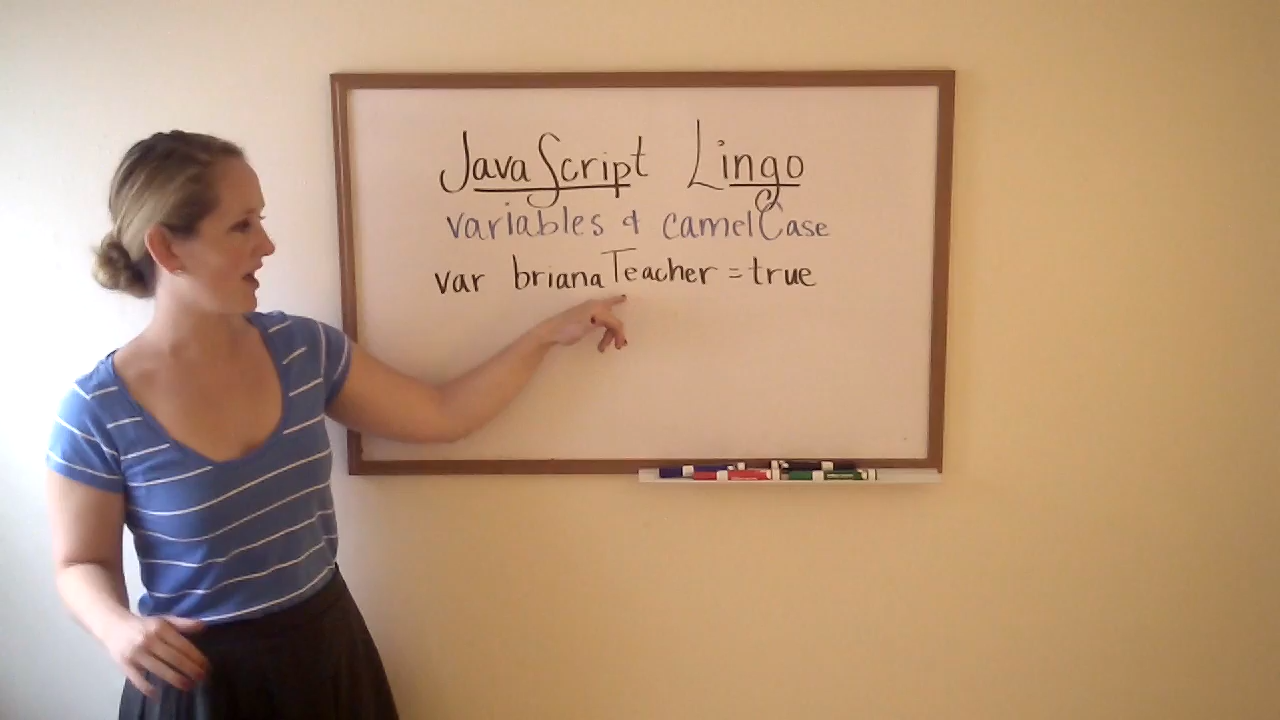 JavaScript Lingo
variables & camelCase
var brianaTeacher = true